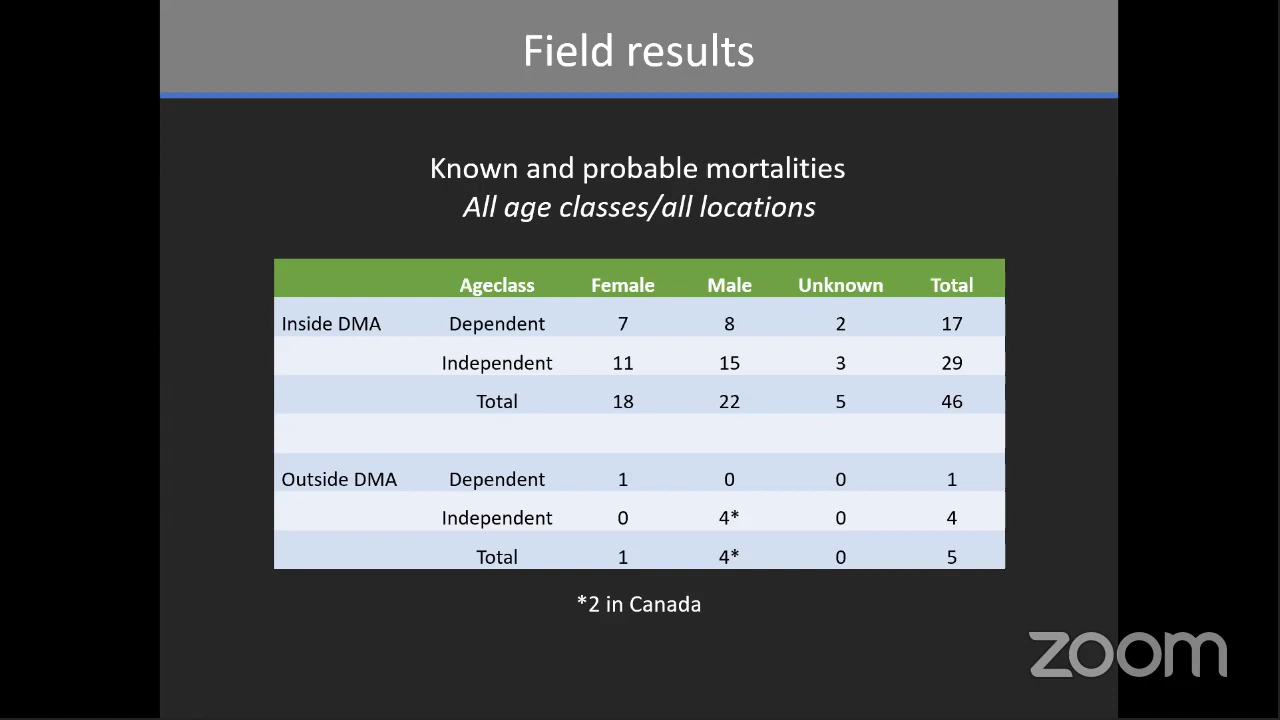 Field results
Known and probable mortalities
All age classes/all locations
Ageclass Female Male Unknown Total
Inside DMA Dependent 7 8 2 17
Independent 11 15 3 29
Total 18 22 5 46
Outside DMA Dependent 1 0 0 1
Independent 0 4* 0 4
Total 1 4* 0 5
*2 in Canada
zoom